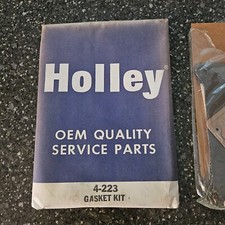 Holley
OEM QUALITY
SERVICE PARTS
4-223
GASKET KIT